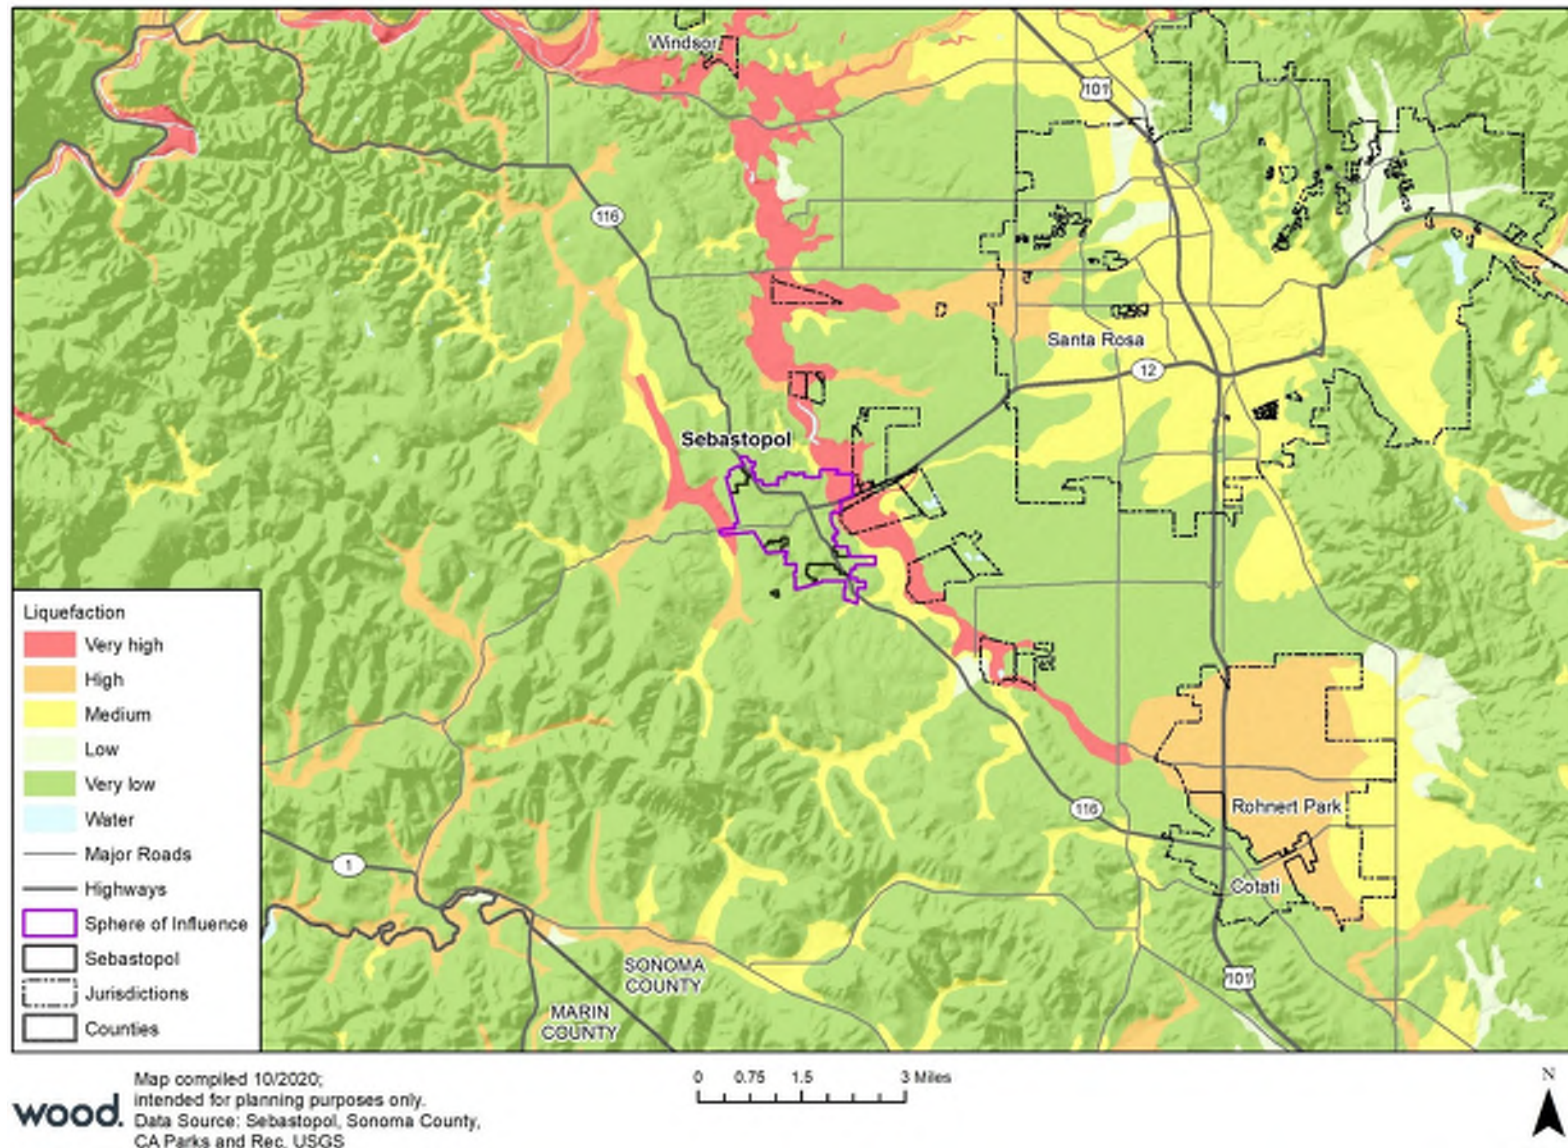 Windsor
101
116
Santa Rosa
12
Sebastopol
Liquefaction
Very high
High
Medium
Low
Very low
Water
Major Roads
Highways
Sphere of Influence
Sebastopol
Jurisdictions
Counties
116
Rohnert Park
1
Cotati
SONOMA
COUNTY
101
MARIN
COUNTY
wood.
Map compiled 10/2020;
intended for planning purposes only.
Data Source: Sebastopol, Sonoma County,
CA Parks and Rec, USGS
0 0.75 1.5 3 Miles
N